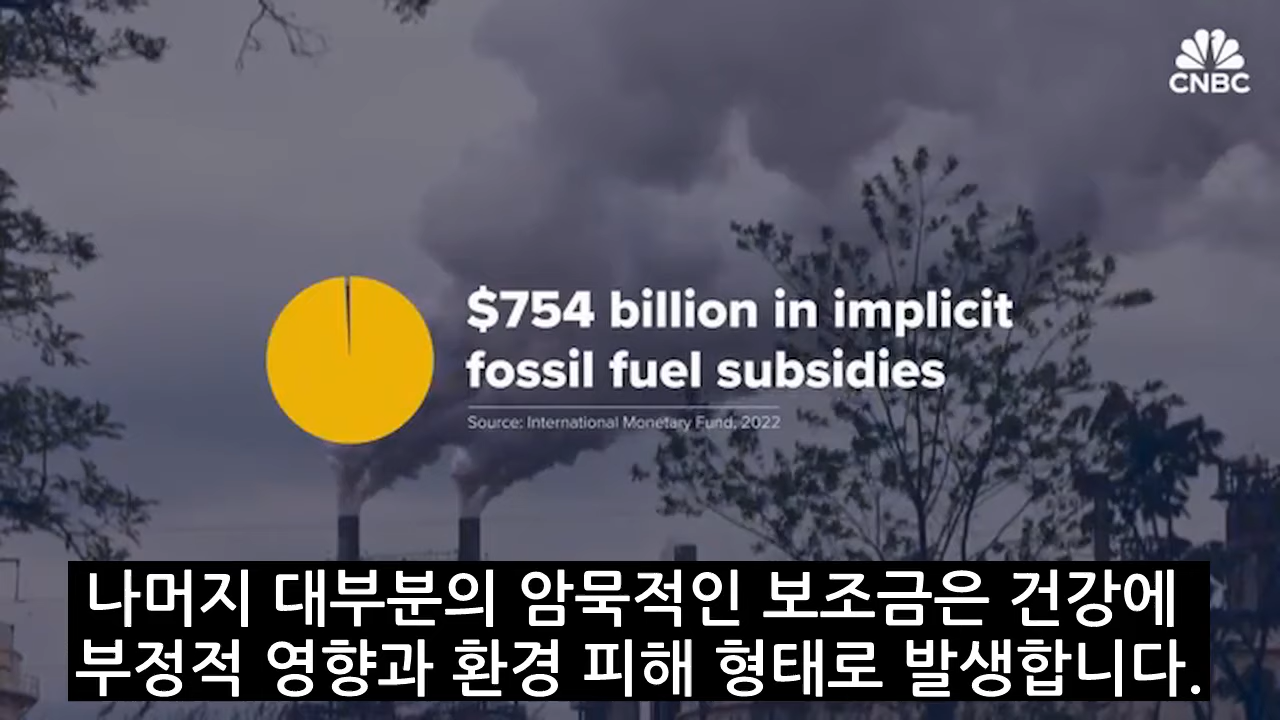 CNBC
$754 billion in implicit
fossil fuel subsidies
Source: International Monetary Fund, 2022
나머지 대부분의 암묵적인 보조금은 건강에
부정적 영향과 환경 피해 형태로 발생합니다.